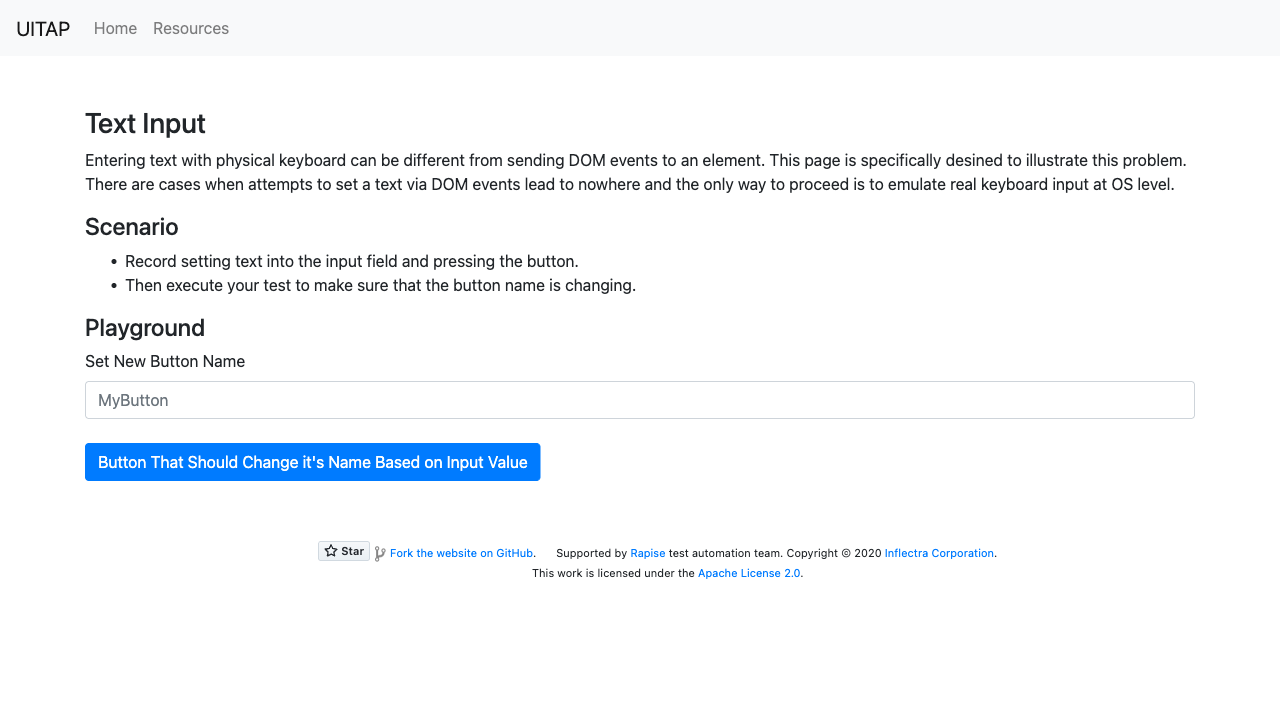 UITAP Home Resources
Text Input
Entering text with physical keyboard can be different from sending DOM events to an element. This page is specifically desined to illustrate this problem.
There are cases when attempts to set a text via DOM events lead to nowhere and the only way to proceed is to emulate real keyboard input at OS level.
Scenario
• Record setting text into the input field and pressing the button.
• Then execute your test to make sure that the button name is changing.
Playground
Set New Button Name
MyButton
Button That Should Change it's Name Based on Input Value
Star Fork the website on GitHub. Supported by Rapise test automation team. Copyright © 2020 Inflectra Corporation.
This work is licensed under the Apache License 2.0.